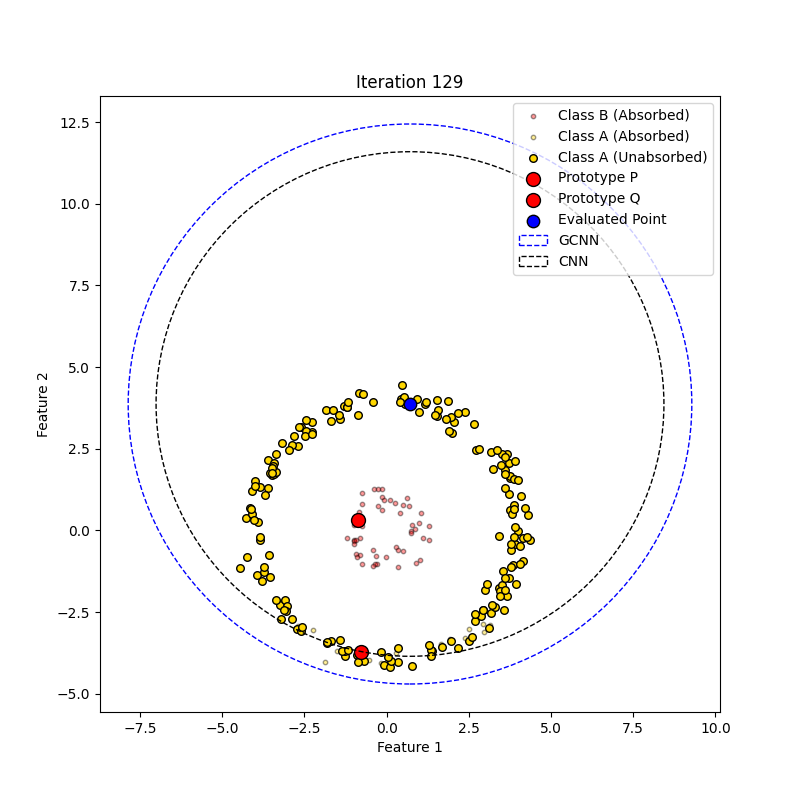 Iteration 129
Class B (Absorbed)
Class A (Absorbed)
Class A (Unabsorbed)
Prototype P
Prototype Q
Evaluated Point
GCNN
CNN
12.5
10.0
7.5
5.0
2.5
0.0
−2.5
−5.0
Feature 2
−7.5 −5.0 −2.5 0.0 2.5 5.0 7.5 10.0
Feature 1